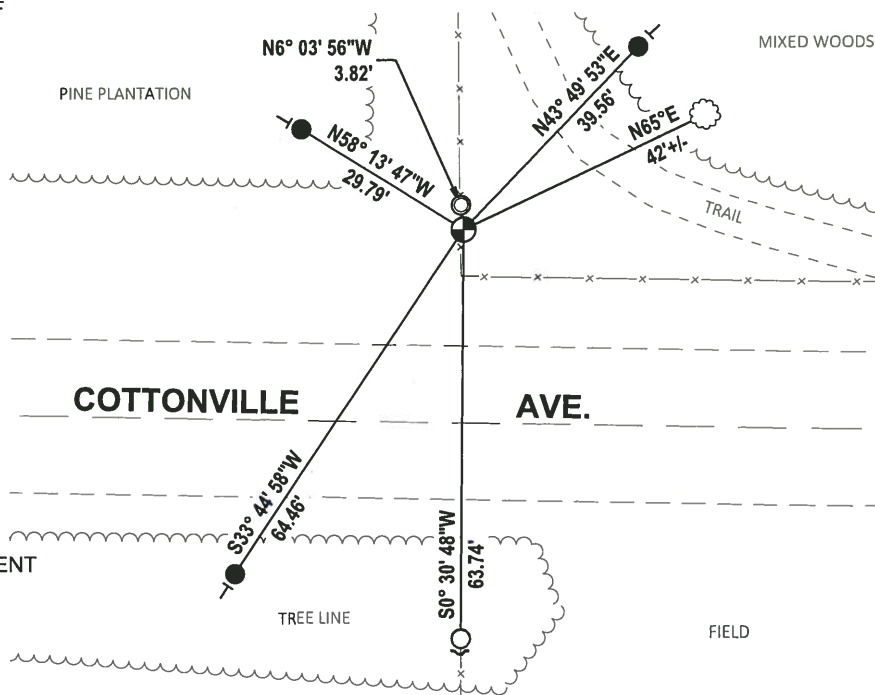 N6° 03' 56"W
3.82'
MIXED WOODS
PINE PLANTATION
N43° 49' 53"E
39.56'
N65°E
42'+/-
N58° 13' 47"W
29.79'
TRAIL
COTTONVILLE AVE.
S33° 44' 58"W
64.46'
S0° 30' 48"W
63.74'
ENT
TREE LINE
FIELD